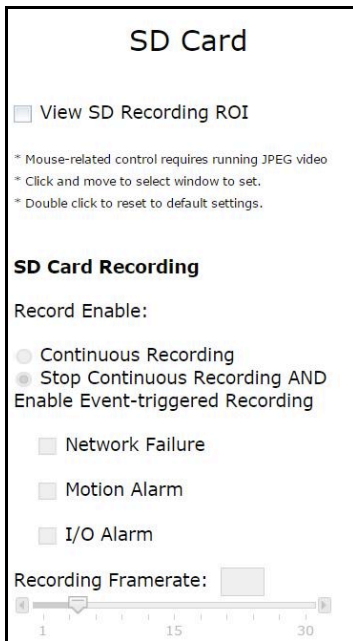 SD Card
View SD Recording ROI
* Mouse-related control requires running JPEG video
* Click and move to select window to set.
* Double click to reset to default settings.
SD Card Recording
Record Enable:
Continuous Recording
Stop Continuous Recording AND
Enable Event-triggered Recording
Network Failure
Motion Alarm
I/O Alarm
Recording Framerate:
1 15 30